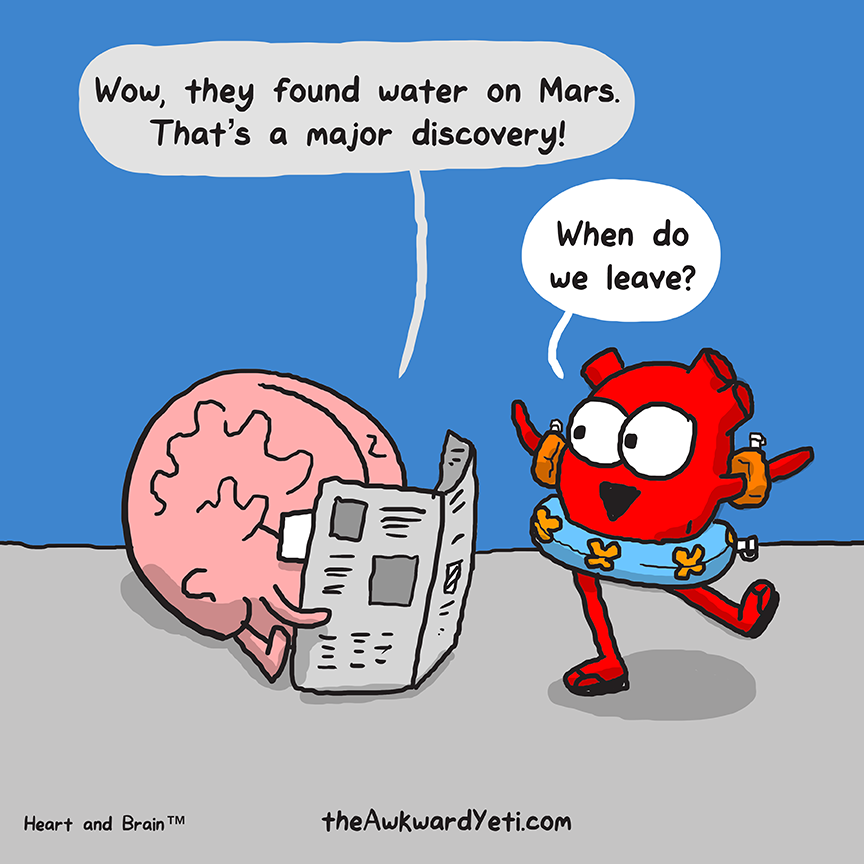 Wow, they found water on Mars.
That's a major discovery!
When do
we leave?
Heart and Brain™
theAwkwardYeti.com